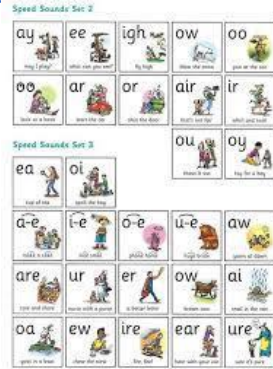 Speed Sounds Set 2
ay ee igh ow oo
may I play? what can you see? fly high blow the snow poo at the zoo
oo ar or air ir
look at a book start the car shut the door that's not fair whirl and twirl
ou oy
shout it out toy for a boy
Speed Sounds Set 3
ea oi
cup of tea spoil the boy
a-e i-e o-e u-e aw
make a cake nice smile phone home huge brute yawn at dawn
are ur er ow ai
care and share nurse with a purse a better letter brown cow snail in the rain
oa ew ire ear ure
goat in a boat chew the stew fire, fire! hear with your ear sure it's pure